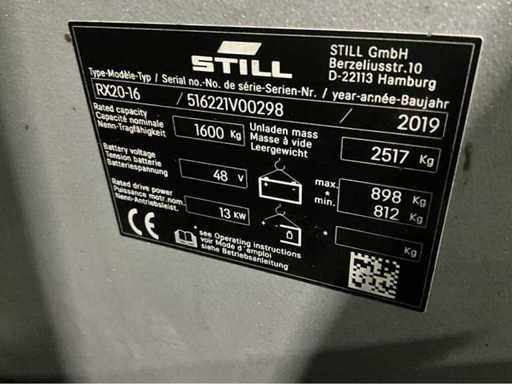 STILL
STILL GmbH
Berzeliusstr.10
D-22113 Hamburg
Type-Modèle-Typ / Serial no.-No. de série-Serien-Nr. / year-année-Baujahr
RX20-16 / 516221V00298 / 2019
Rated capacity
Capacité nominale
Nenn-Tragfähigkeit
1600 Kg
Unladen mass
Masse à vide
Leergewicht
2517 Kg
Battery voltage
Tension batterie
Batteriespannung
48 V
max. 898 Kg
*
min. 812 Kg
Rated drive power
Puissance motr.nom.
Nenn-Antriebsleist.
13 KW
* Kg
CE
* see Operating instructions
voir Mode d'emploi
siehe Betriebsanleitung